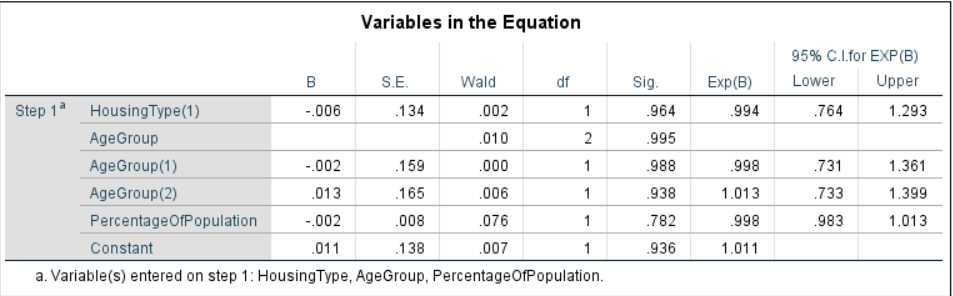 Variables in the Equation
95% C.I.for EXP(B)
B S.E. Wald df Sig. Exp(B) Lower Upper
Step 1a HousingType(1) -.006 .134 .002 1 .964 .994 .764 1.293
AgeGroup .010 2 .995
AgeGroup(1) -.002 .159 .000 1 .988 .998 .731 1.361
AgeGroup(2) .013 .165 .006 1 .938 1.013 .733 1.399
PercentageOfPopulation -.002 .008 .076 1 .782 .998 .983 1.013
Constant .011 .138 .007 1 .936 1.011
a. Variable(s) entered on step 1: HousingType, AgeGroup, PercentageOfPopulation.